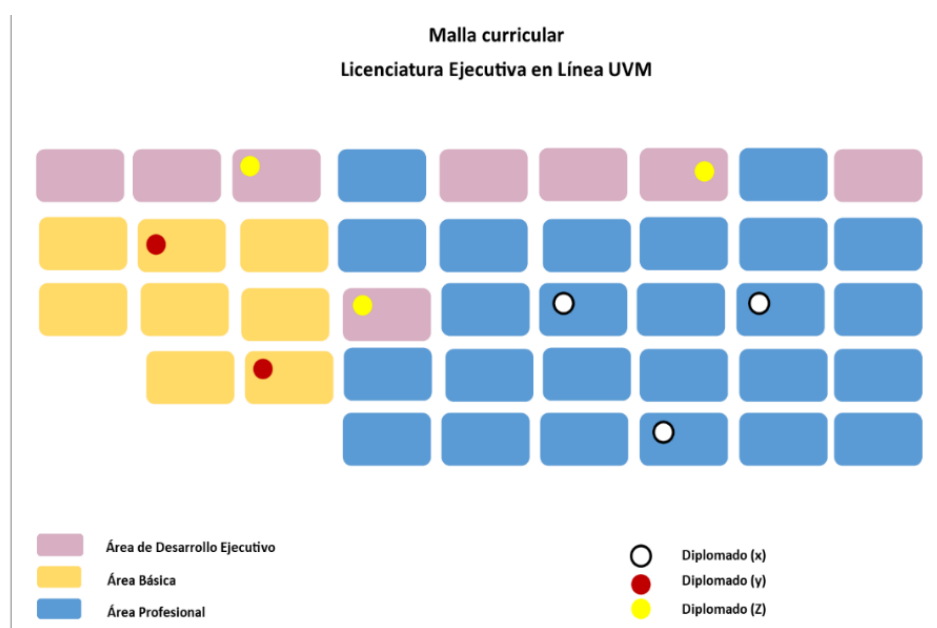 Malla curricular
Licenciatura Ejecutiva en Línea UVM
Área de Desarrollo Ejecutivo
Área Básica
Área Profesional
Diplomado (x)
Diplomado (y)
Diplomado (Z)